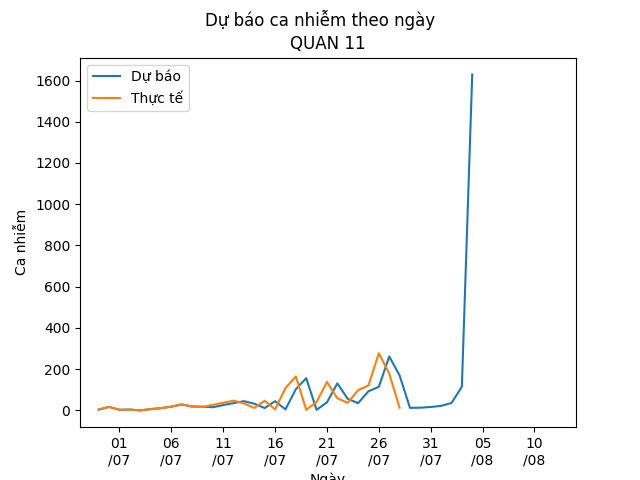 Dự báo ca nhiễm theo ngày
QUAN 11
Dự báo
Thực tế
Ca nhiễm
1600
1400
1200
1000
800
600
400
200
0
01 06 11 16 21 26 31 05 10
/07 /07 /07 /07 /07 /07 /07 /08 /08
Ngày